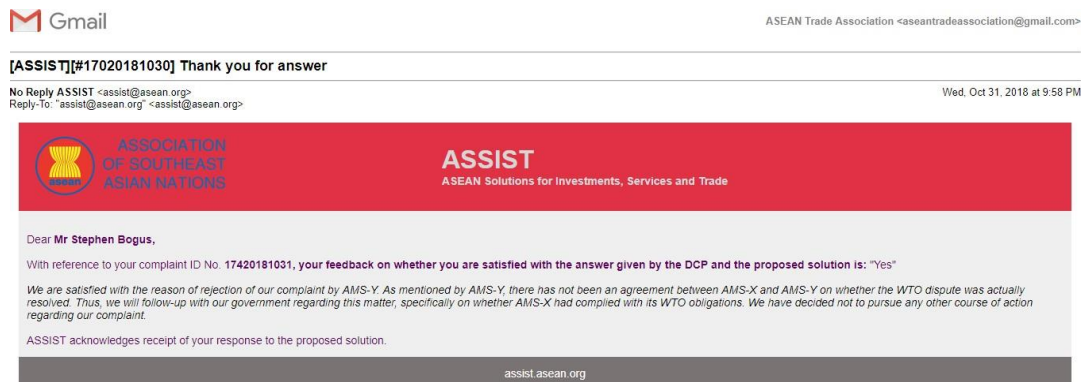 Gmail
ASEAN Trade Association <aseantradeassociation@gmail.com>
[ASSIST][#17020181030] Thank you for answer
No Reply ASSIST <assist@asean.org>
Wed, Oct 31, 2018 at 9:58 PM
Reply-To: "assist@asean.org" <assist@asean.org>
ASSOCIATION
OF SOUTHEAST
ASIAN NATIONS
asean
ASSIST
ASEAN Solutions for Investments, Services and Trade
Dear Mr Stephen Bogus,
With reference to your complaint ID No. 17420181031, your feedback on whether you are satisfied with the answer given by the DCP and the proposed solution is: "Yes"
We are satisfied with the reason of rejection of our complaint by AMS-Y. As mentioned by AMS-Y, there has not been an agreement between AMS-X and AMS-Y on whether the WTO dispute was actually
resolved. Thus, we will follow-up with our government regarding this matter, specifically on whether AMS-X had complied with its WTO obligations. We have decided not to pursue any other course of action
regarding our complaint.
ASSIST acknowledges receipt of your response to the proposed solution.
assist.asean.org